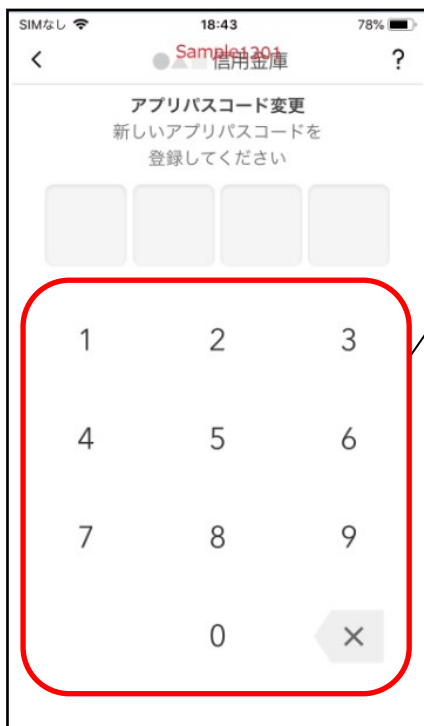 SIMなし 18:43 78%
Sample1201
●▲■信用金庫 ?
アプリパスコード変更
新しいアプリパスコードを
登録してください
1 2 3
4 5 6
7 8 9
0 ×